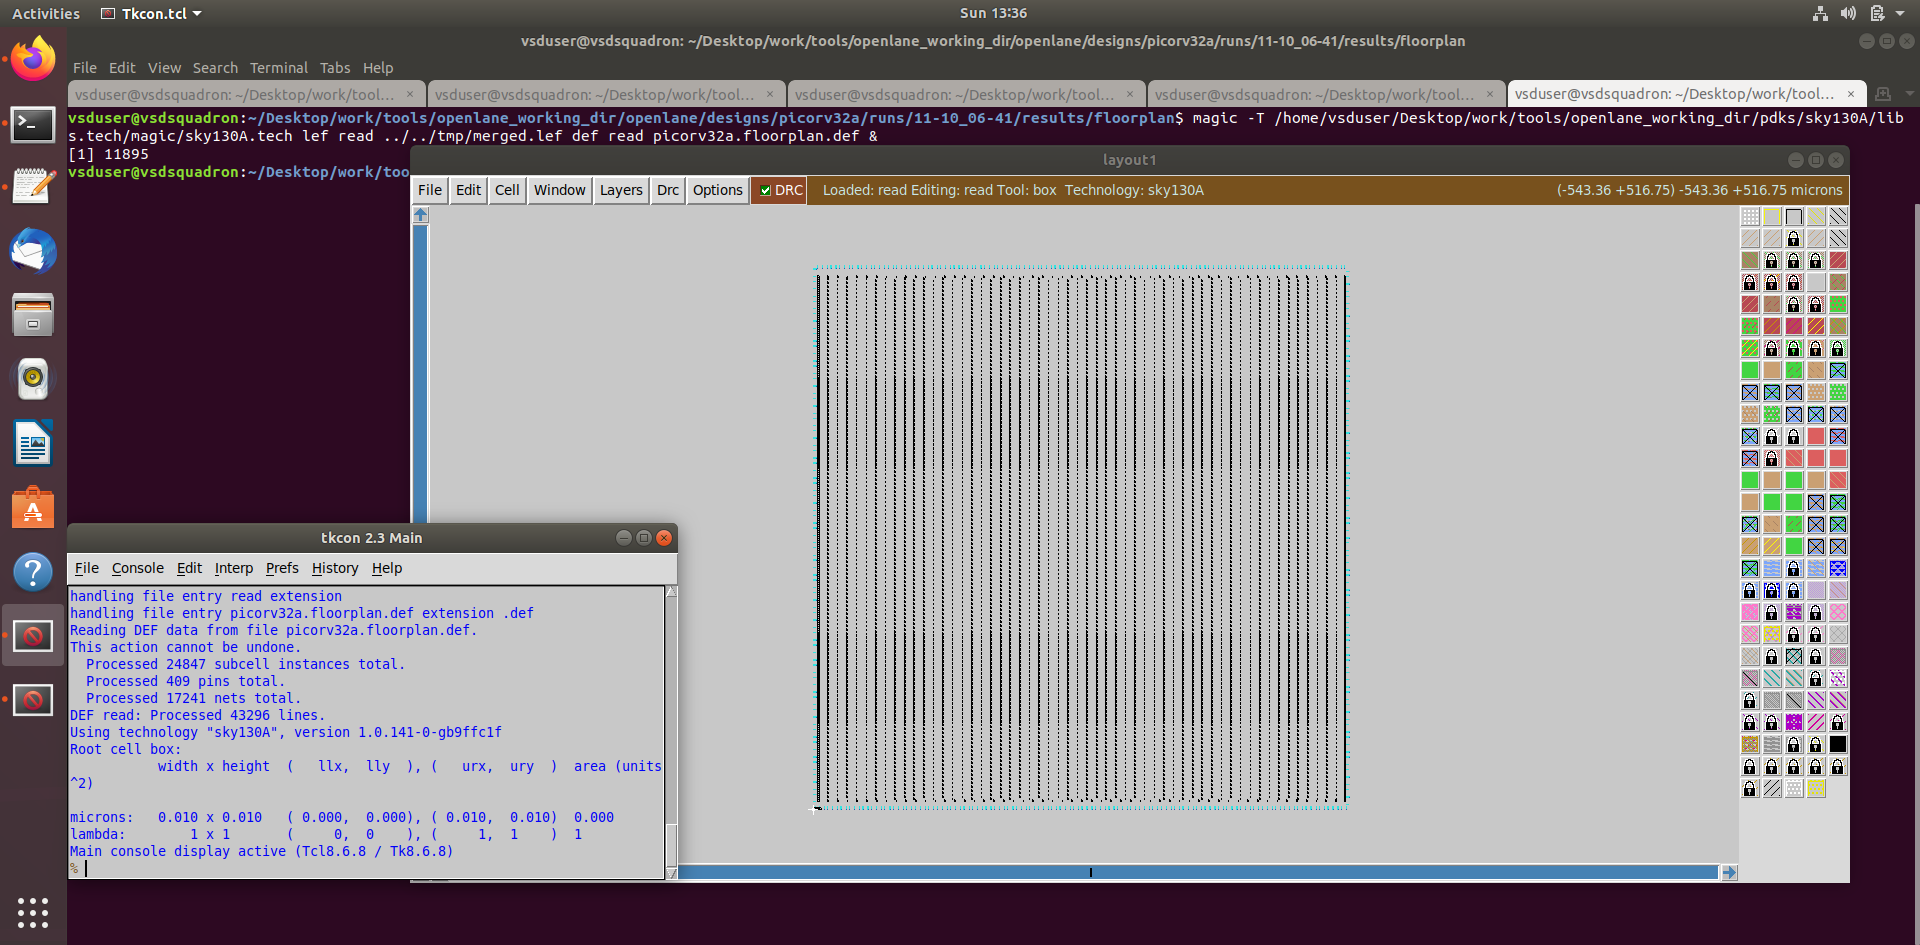 Activities
Tkcon.tcl
Sun 13:36
vsduser@vsdsquadron: ~/Desktop/work/tools/openlane_working_dir/openlane/designs/picorv32a/runs/11-10_06-41/results/floorplan
File Edit View Search Terminal Tabs Help
vsduser@vsdsquadron: ~/Desktop/work/tool... ×
vsduser@vsdsquadron: ~/Desktop/work/tool... ×
vsduser@vsdsquadron: ~/Desktop/work/tool... ×
vsduser@vsdsquadron: ~/Desktop/work/tool... ×
vsduser@vsdsquadron: ~/Desktop/work/tool... ×
vsduser@vsdsquadron:~/Desktop/work/tools/openlane_working_dir/openlane/designs/picorv32a/runs/11-10_06-41/results/floorplan$ magic -T /home/vsduser/Desktop/work/tools/openlane_working_dir/pdks/sky130A/lib
s.tech/magic/sky130A.tech lef read ../../tmp/merged.lef def read picorv32a.floorplan.def &
[1] 11895
vsduser@vsdsquadron:~/Desktop/work/too
layout1
File Edit Cell Window Layers Drc Options DRC
Loaded: read Editing: read Tool: box Technology: sky130A
(-543.36 +516.75) -543.36 +516.75 microns
tkcon 2.3 Main
File Console Edit Interp Prefs History Help
handling file entry read extension
handling file entry picorv32a.floorplan.def extension .def
Reading DEF data from file picorv32a.floorplan.def.
This action cannot be undone.
Processed 24847 subcell instances total.
Processed 409 pins total.
Processed 17241 nets total.
DEF read: Processed 43296 lines.
Using technology "sky130A", version 1.0.141-0-gb9ffc1f
Root cell box:
width x height ( llx, lly ), ( urx, ury ) area (units
^2)
microns: 0.010 x 0.010 ( 0.000, 0.000), ( 0.010, 0.010) 0.000
lambda: 1 x 1 ( 0, 0 ), ( 1, 1 ) 1
Main console display active (Tcl8.6.8 / Tk8.6.8)
%